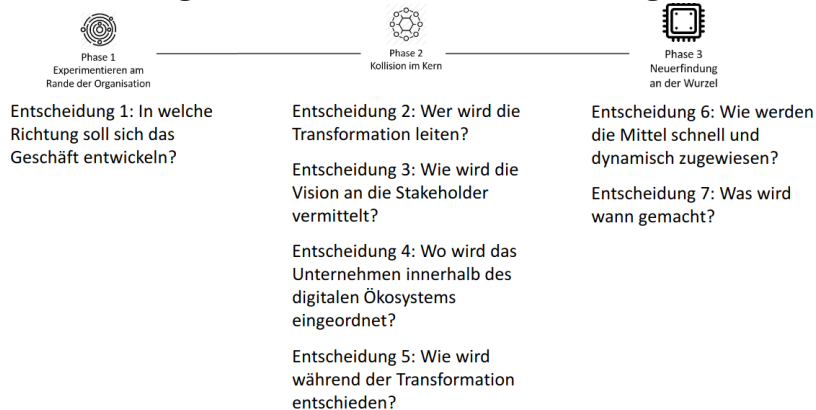 Phase 1
Experimentieren am
Rande der Organisation
Phase 2
Kollision im Kern
Phase 3
Neuerfindung
an der Wurzel
Entscheidung 1: In welche
Richtung soll sich das
Geschäft entwickeln?
Entscheidung 2: Wer wird die
Transformation leiten?
Entscheidung 3: Wie wird die
Vision an die Stakeholder
vermittelt?
Entscheidung 4: Wo wird das
Unternehmen innerhalb des
digitalen Ökosystems
eingeordnet?
Entscheidung 5: Wie wird
während der Transformation
entschieden?
Entscheidung 6: Wie werden
die Mittel schnell und
dynamisch zugewiesen?
Entscheidung 7: Was wird
wann gemacht?